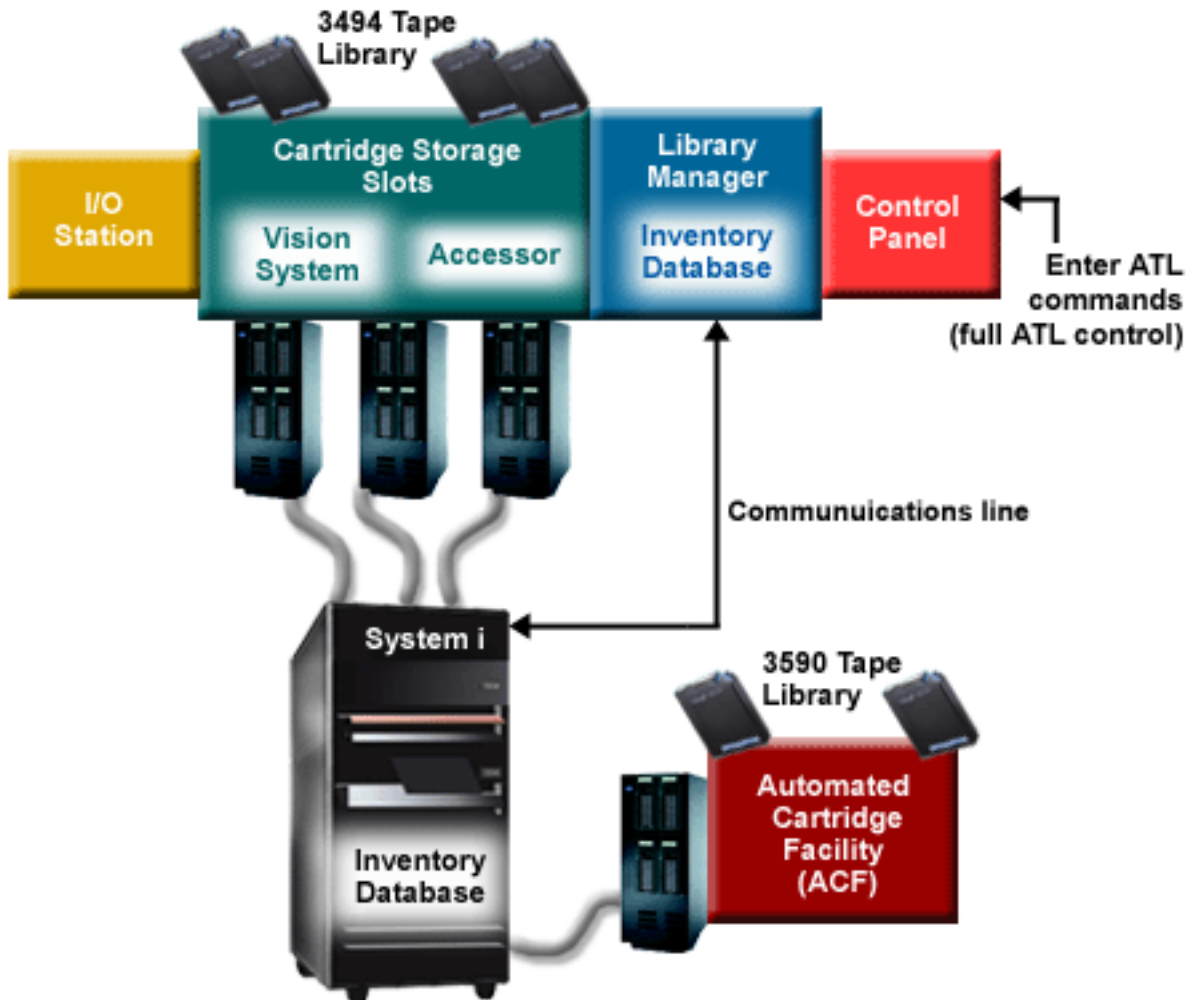 3494 Tape
Library
Cartridge Storage
Slots
Library
Manager
I/O
Station
Vision
System
Accessor
Inventory
Database
Control
Panel
Enter ATL
commands
(full ATL control)
Communuications line
System i
3590 Tape
Library
Automated
Cartridge
Facility
(ACF)
Inventory
Database